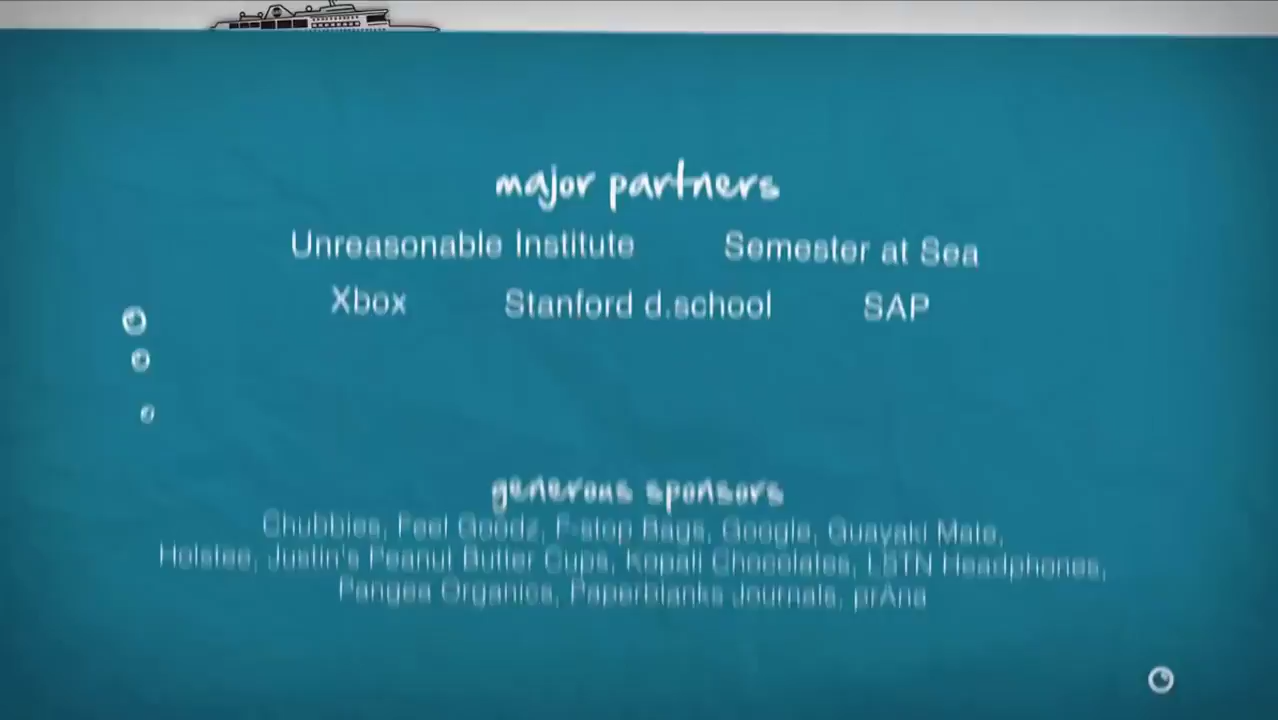 major partners
Unreasonable Institute Semester at Sea
Xbox Stanford d.school SAP
generous sponsors
Chubbies, Feel Goodz, F-stop Bags, Google, Guayaki Mate,
Holstee, Justin's Peanut Butter Cups, Kopali Chocolates, LSTN Headphones,
Pangea Organics, Paperblanks Journals, prAna